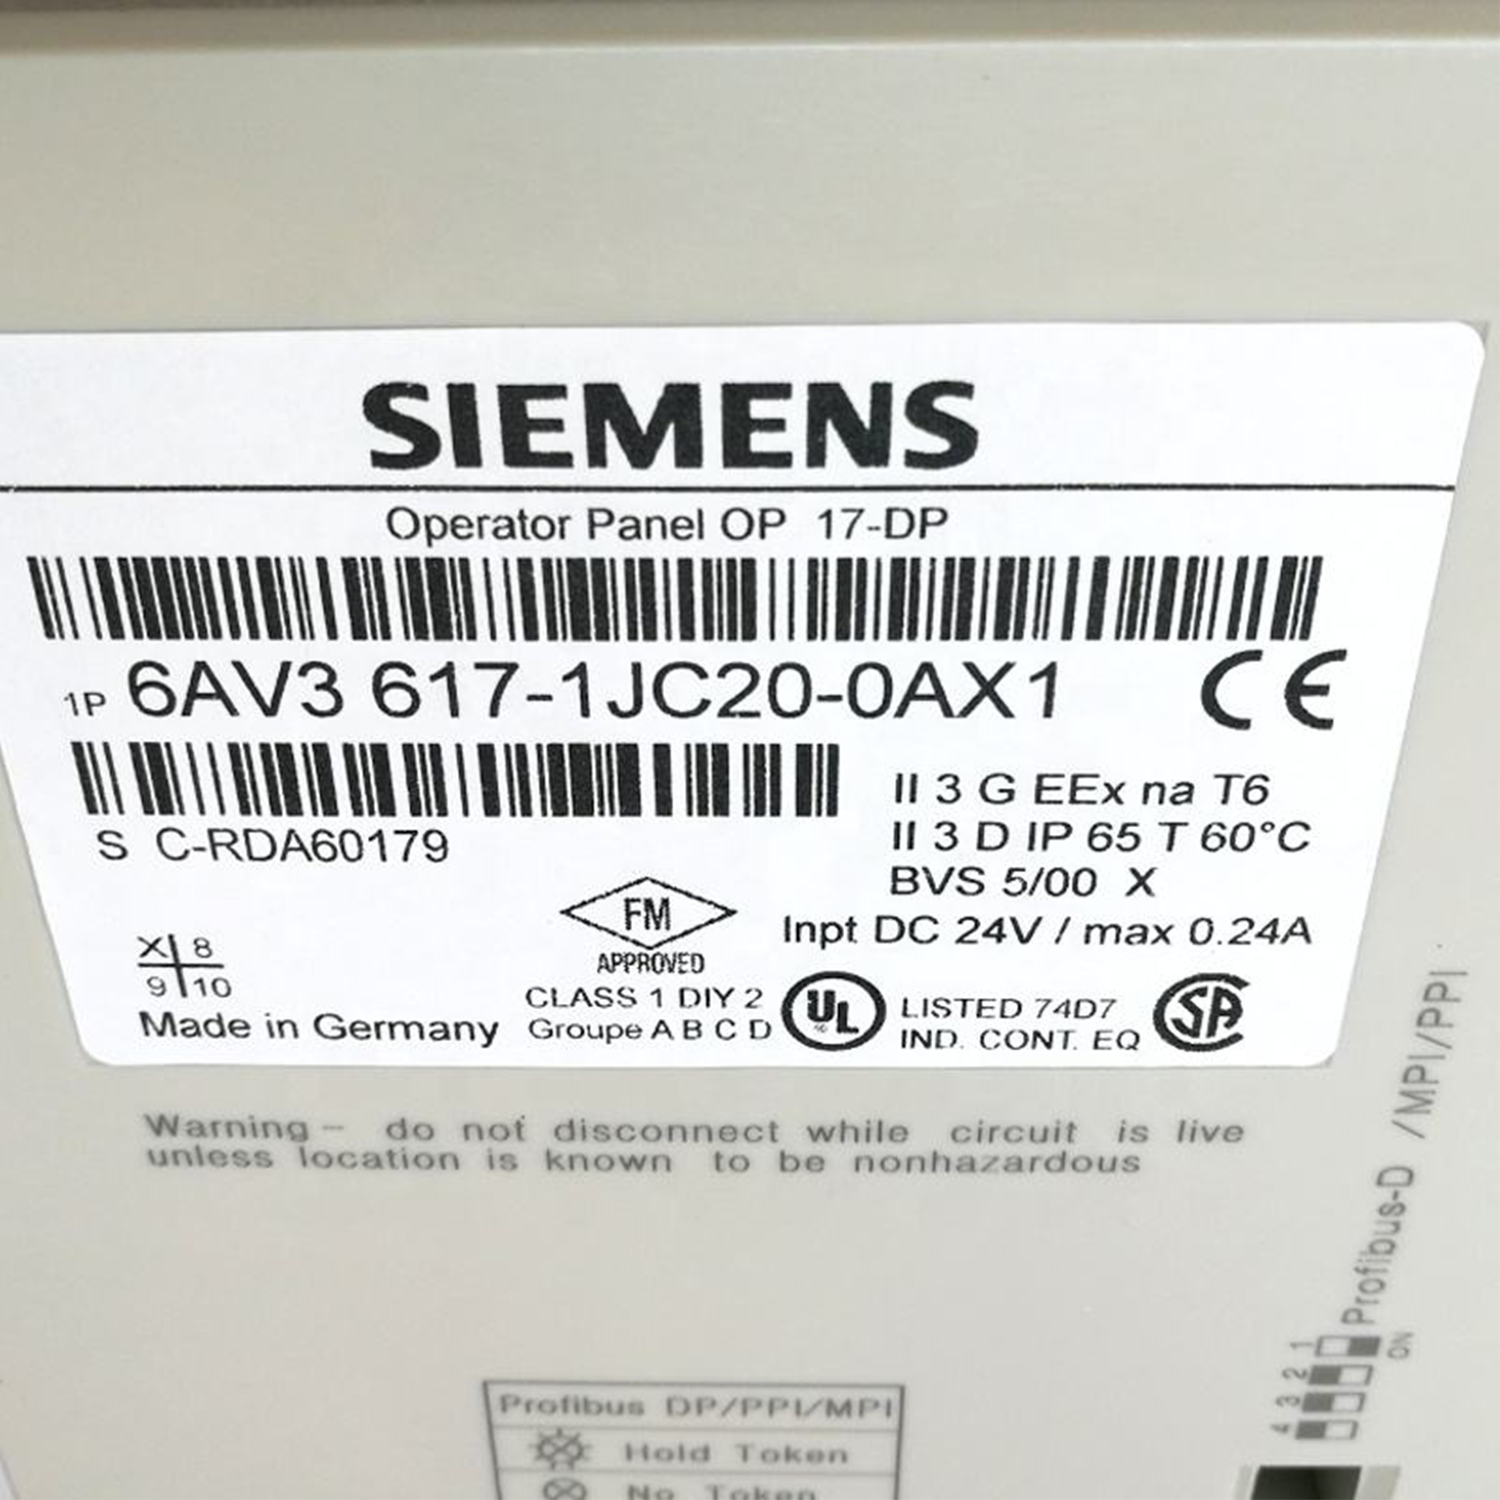 SIEMENS
Operator Panel OP 17-DP
1P 6AV3 617-1JC20-0AX1
CE
S C-RDA60179
II 3 G EEx na T6
II 3 D IP 65 T 60°C
BVS 5/00 X
Inpt DC 24V / max 0.24A
X 8
9 10
Made in Germany
FM
APPROVED
CLASS 1 DIY 2
Groupe A B C D
UL
LISTED 74D7
IND. CONT. EQ
SA
Warning - do not disconnect while circuit is live
unless location is known to be nonhazardous
Profibus-D /MPI/PPI
1
2
3
4
ON
Profibus DP/PPI/MPI
Hold Token
No Token